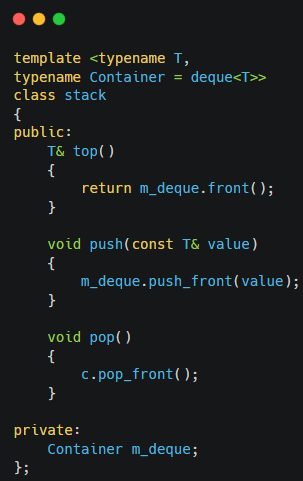 template <typename T,
typename Container = deque<T>>
class stack
{
public:
    T& top()
    {
        return m_deque.front();
    }

    void push(const T& value)
    {
        m_deque.push_front(value);
    }

    void pop()
    {
        c.pop_front();
    }

private:
    Container m_deque;
};